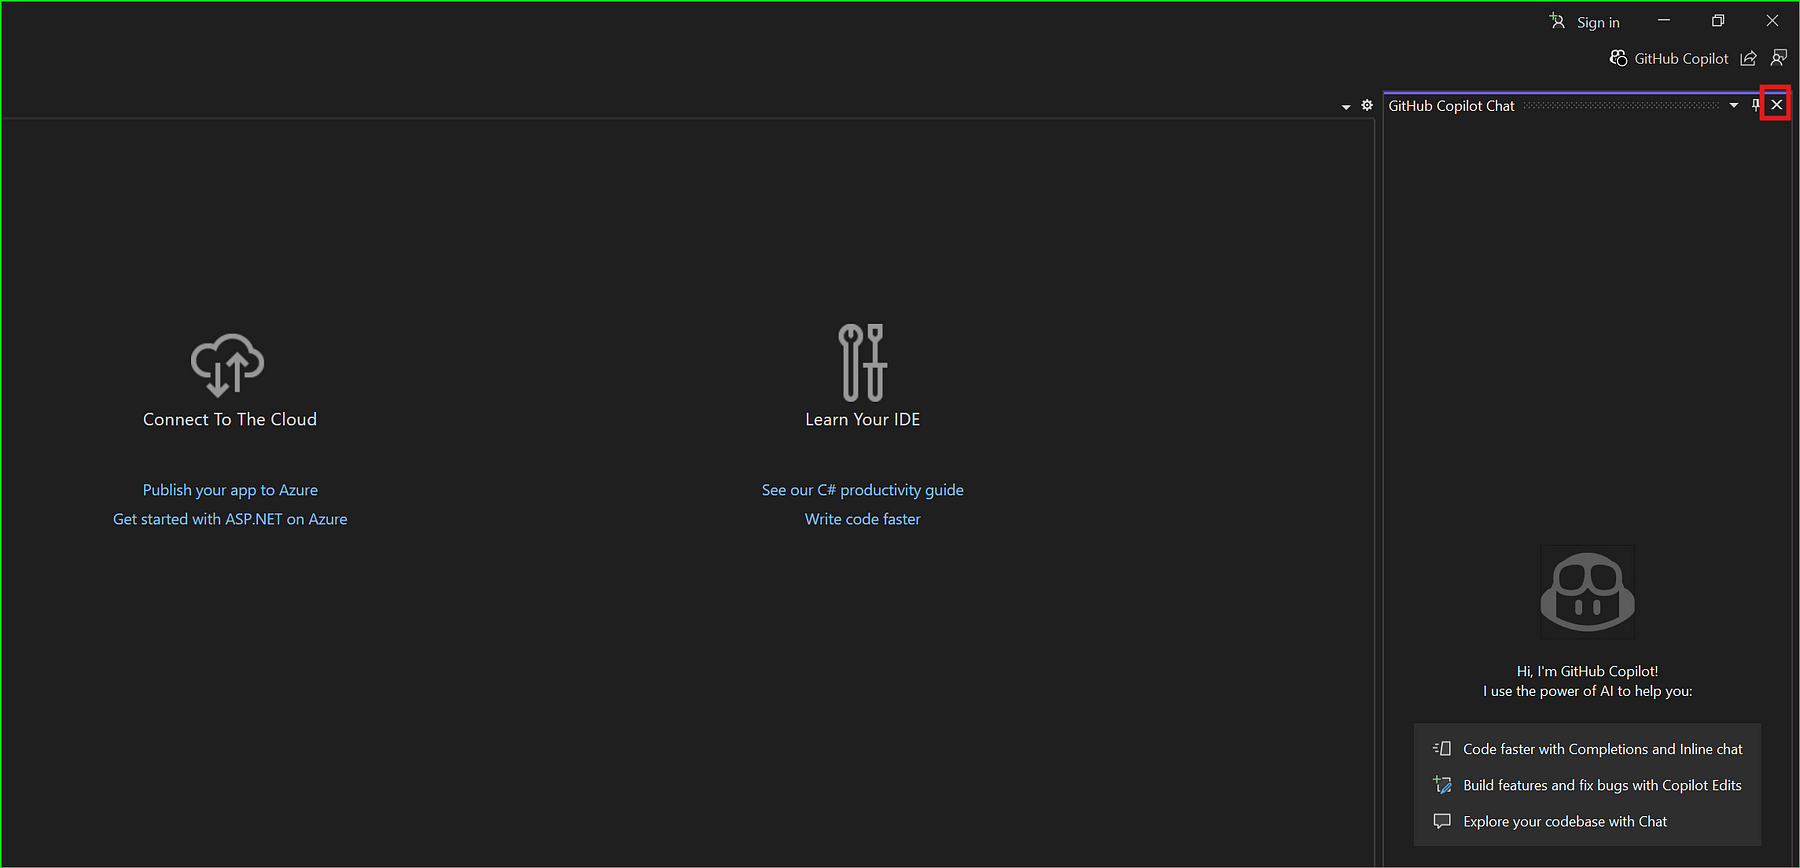 Sign in
GitHub Copilot
GitHub Copilot Chat
Connect To The Cloud
Publish your app to Azure
Get started with ASP.NET on Azure
Learn Your IDE
See our C# productivity guide
Write code faster
Hi, I'm GitHub Copilot!
I use the power of AI to help you:
Code faster with Completions and Inline chat
Build features and fix bugs with Copilot Edits
Explore your codebase with Chat